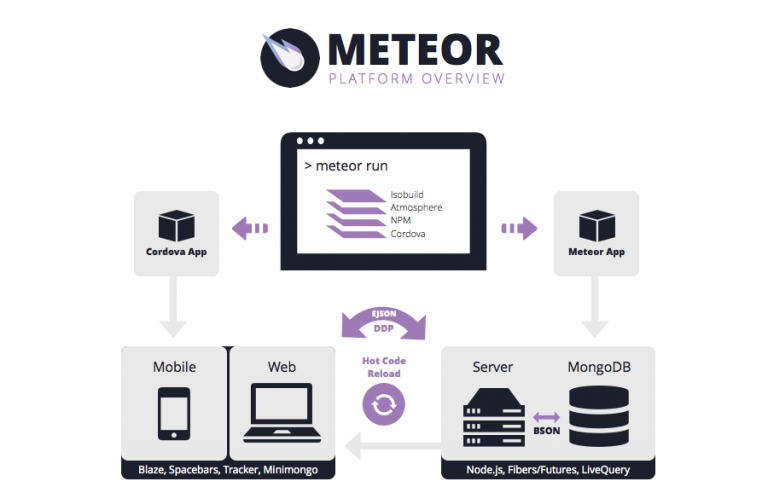 METEOR
PLATFORM OVERVIEW
> meteor run
Isobuild
Atmosphere
NPM
Cordova
Cordova App
Meteor App
EJSON
DDP
Hot Code
Reload
Mobile
Web
Blaze, Spacebars, Tracker, Minimongo
Server
MongoDB
BSON
Node.js, Fibers/Futures, LiveQuery